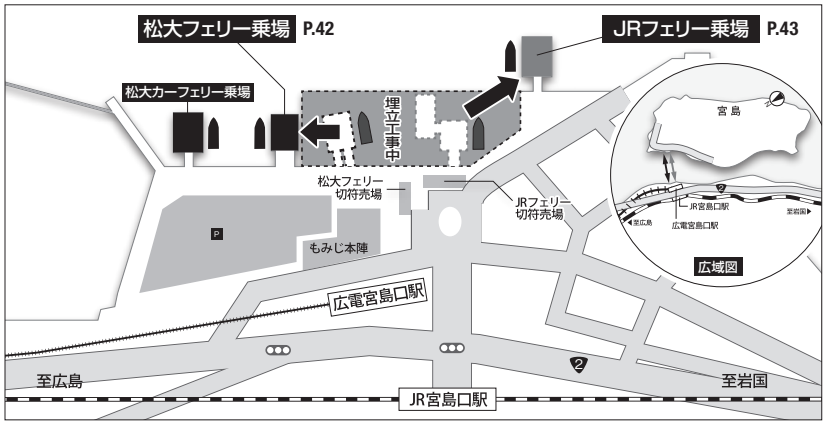 松大フェリー乗場 P.42
JRフェリー乗場 P.43
松大カーフェリー乗場
埋立工事中
松大フェリー
切符売場
JRフェリー
切符売場
P
もみじ本陣
広電宮島口駅
2
至広島
至岩国
JR宮島口駅
宮島
2
JR宮島口駅
広電宮島口駅
◀至広島
至岩国▶
広域図